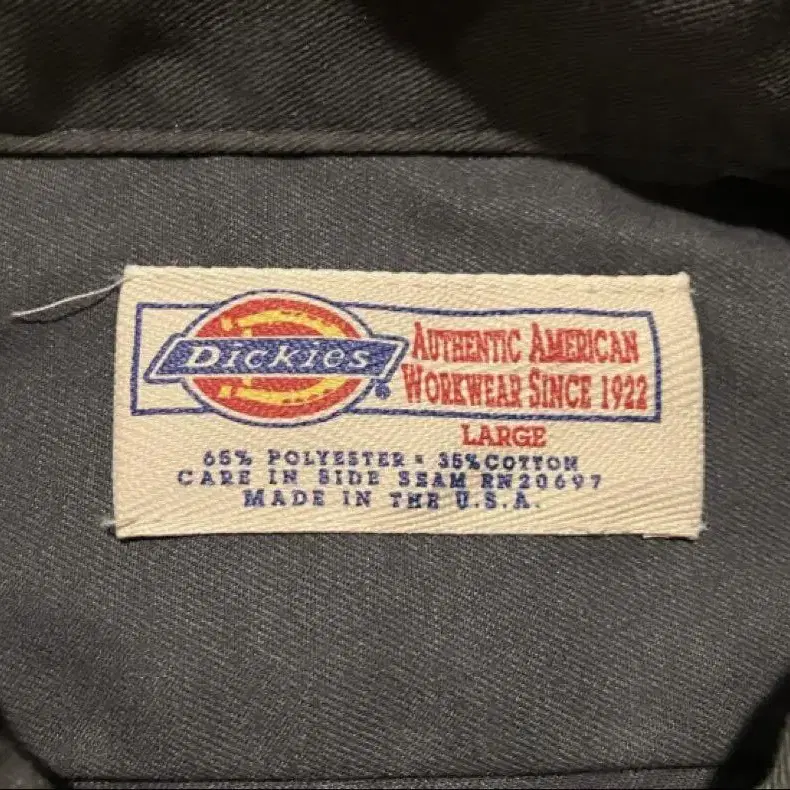 Dickies®
AUTHENTIC AMERICAN
WORKWEAR SINCE 1922
LARGE
65% POLYESTER • 35% COTTON
CARE IN SIDE SEAM RN20697
MADE IN THE U.S.A.